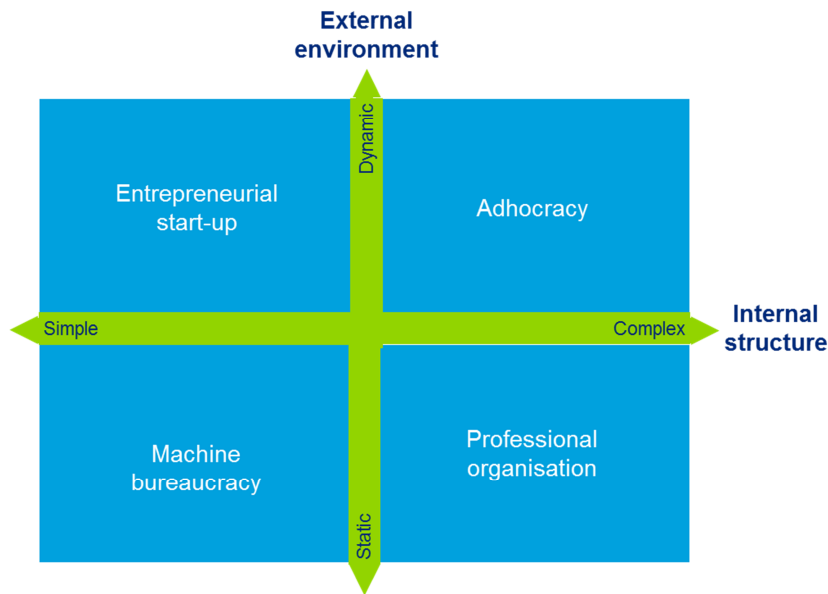 External
environment
Dynamic
Entrepreneurial
start-up
Adhocracy
Simple
Complex
Internal
structure
Machine
bureaucracy
Professional
organisation
Static